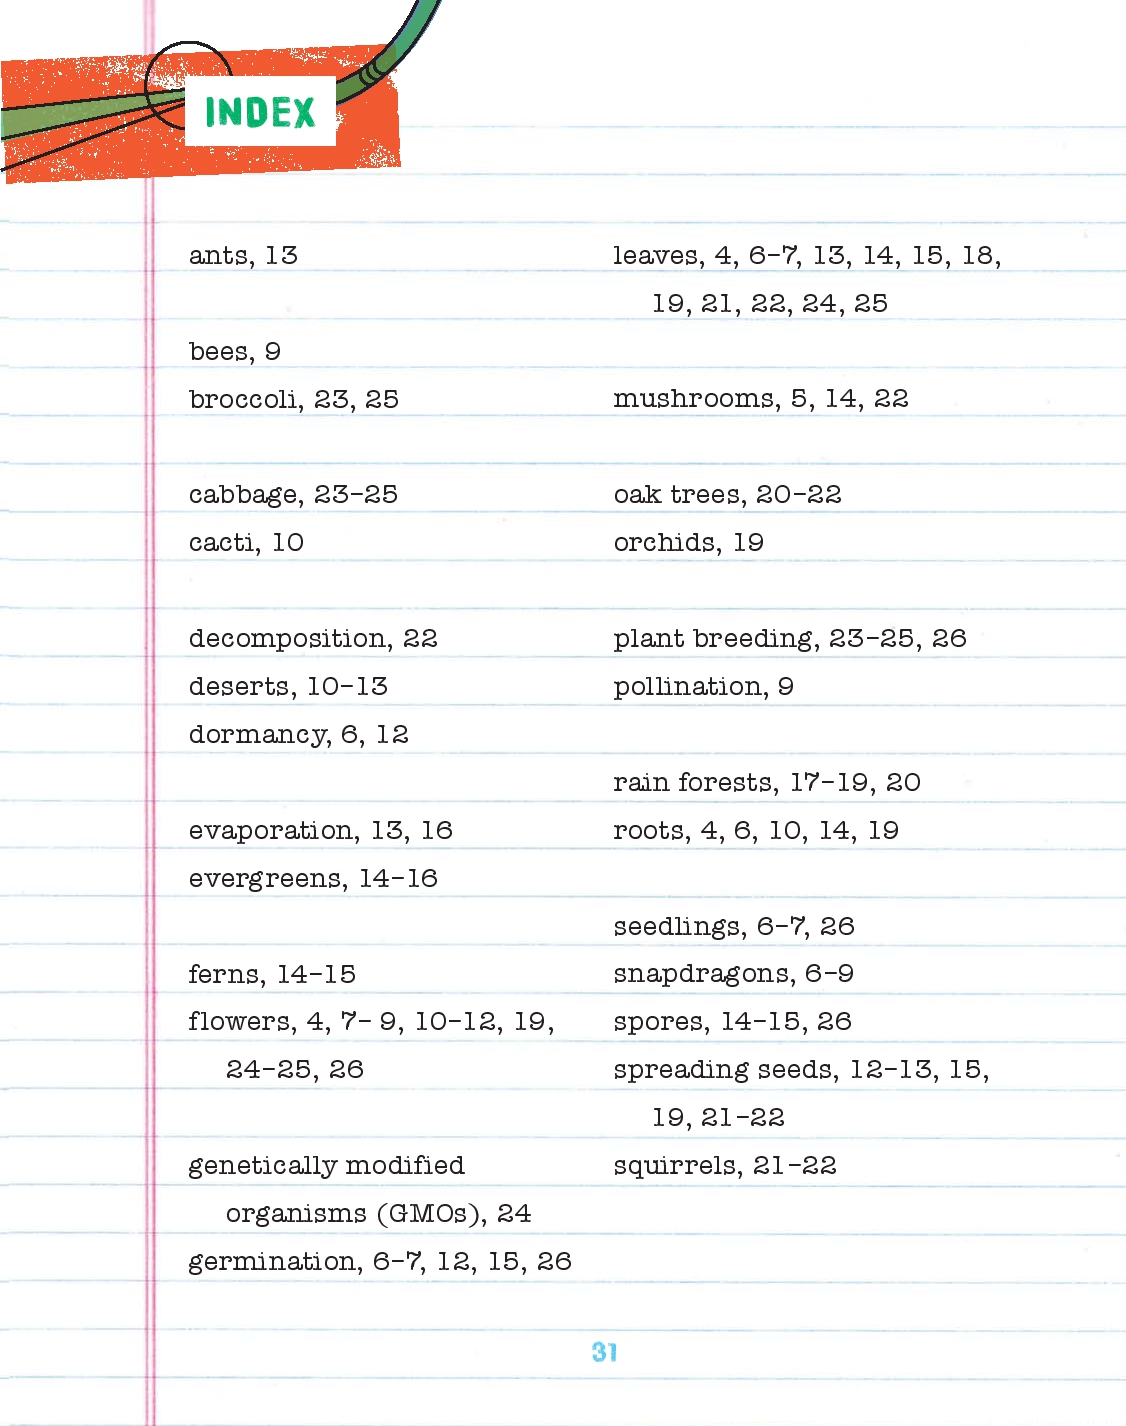 INDEX
ants, 13
bees, 9
broccoli, 23, 25
cabbage, 23-25
cacti, 10
decomposition, 22
deserts, 10-13
dormancy, 6, 12
evaporation, 13, 16
evergreens, 14-16
ferns, 14-15
flowers, 4, 7- 9, 10-12, 19,
24-25, 26
genetically modified
organisms (GMOs), 24
germination, 6-7, 12, 15, 26
leaves, 4, 6-7, 13, 14, 15, 18,
19, 21, 22, 24, 25
mushrooms, 5, 14, 22
oak trees, 20-22
orchids, 19
plant breeding, 23-25, 26
pollination, 9
rain forests, 17-19, 20
roots, 4, 6, 10, 14, 19
seedlings, 6-7, 26
snapdragons, 6-9
spores, 14-15, 26
spreading seeds, 12-13, 15,
19, 21-22
squirrels, 21-22
31